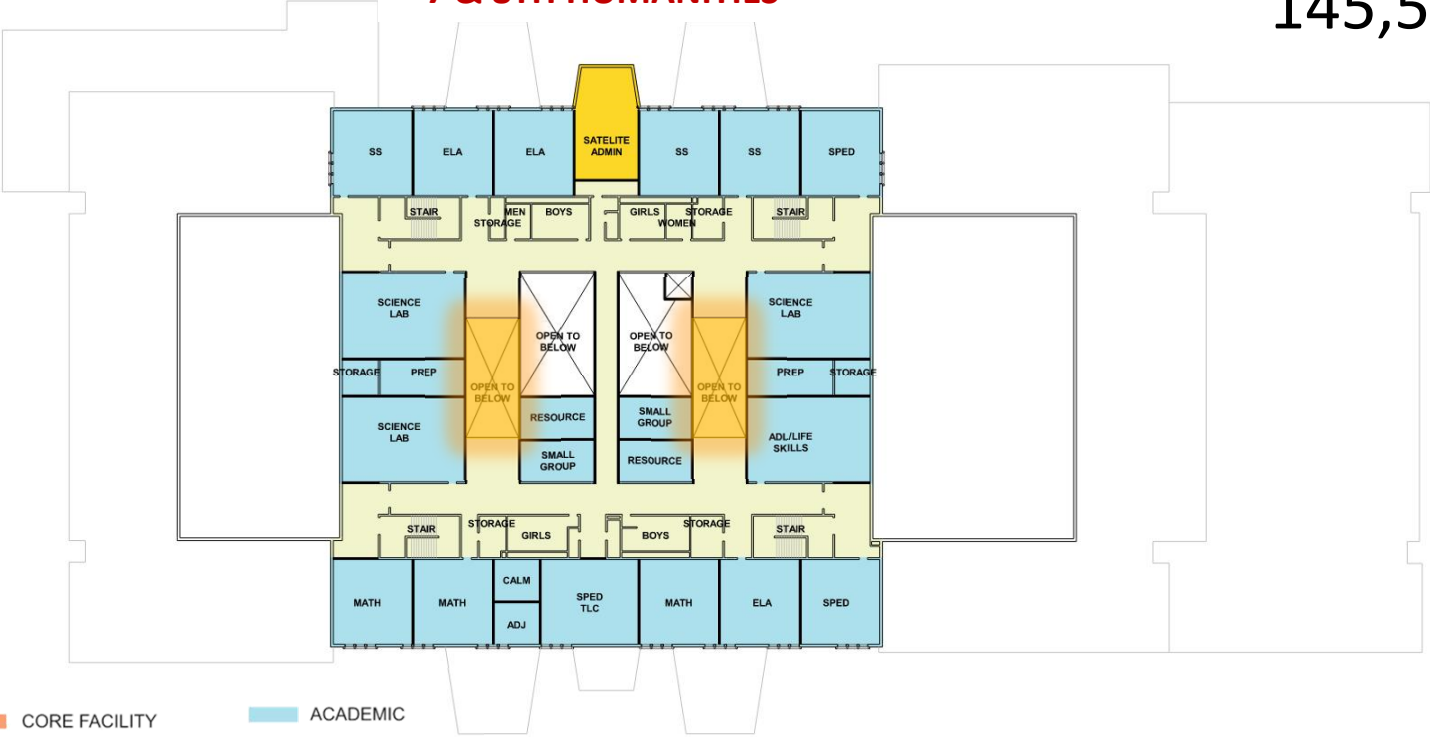 145,5
SS
ELA
ELA
SATELITE
ADMIN
SS
SS
SPED
STAIR
MEN
STORAGE
BOYS
GIRLS
WOMEN
STORAGE
STAIR
SCIENCE
LAB
OPEN TO
BELOW
OPEN TO
BELOW
SCIENCE
LAB
STORAGE
PREP
OPEN TO
BELOW
OPEN TO
BELOW
PREP
STORAGE
SCIENCE
LAB
RESOURCE
SMALL
GROUP
SMALL
GROUP
RESOURCE
ADL/LIFE
SKILLS
STAIR
STORAGE
GIRLS
BOYS
STORAGE
STAIR
MATH
MATH
CALM
ADJ
SPED
TLC
MATH
ELA
SPED
CORE FACILITY
ACADEMIC